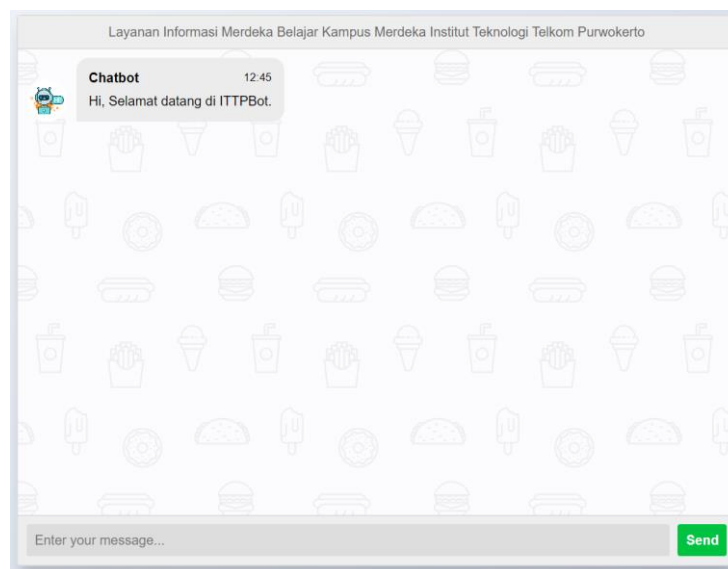 Layanan Informasi Merdeka Belajar Kampus Merdeka Institut Teknologi Telkom Purwokerto
Chatbot 12:45
Hi, Selamat datang di ITTPBot.
Enter your message... Send